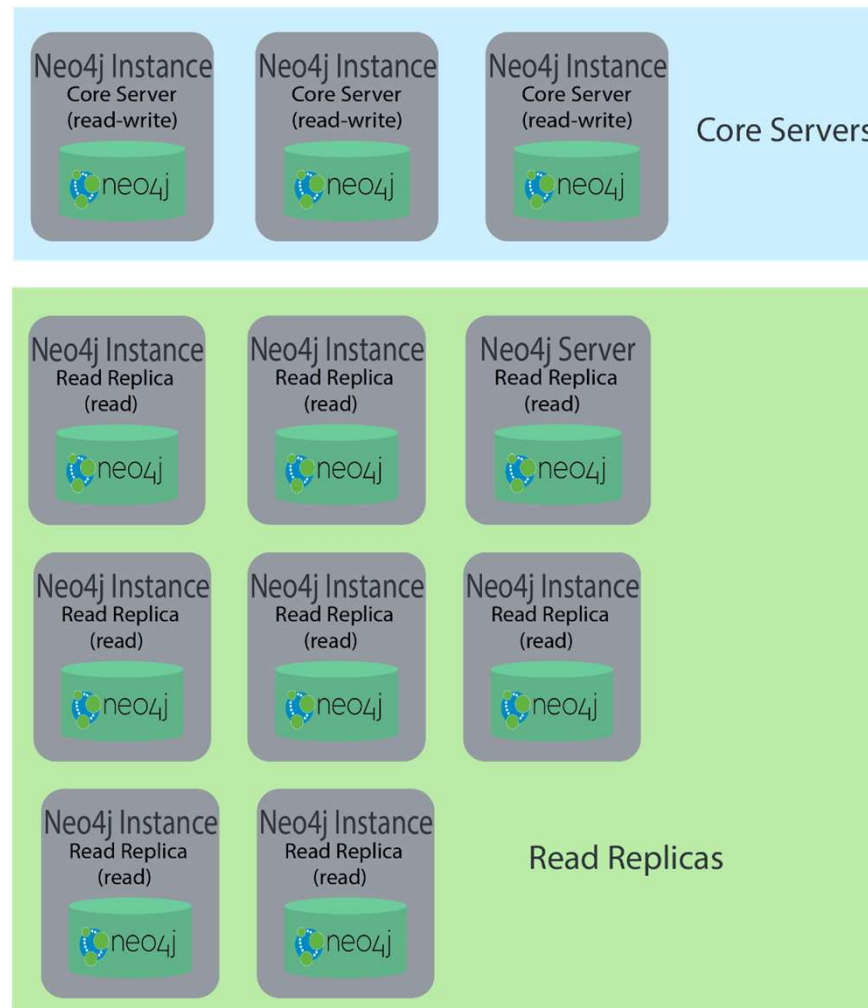 Neo4j Instance
Core Server
(read-write)
neo4j
Neo4j Instance
Core Server
(read-write)
neo4j
Neo4j Instance
Core Server
(read-write)
neo4j
Core Servers
Neo4j Instance
Read Replica
(read)
neo4j
Neo4j Instance
Read Replica
(read)
neo4j
Neo4j Server
Read Replica
(read)
neo4j
Neo4j Instance
Read Replica
(read)
neo4j
Neo4j Instance
Read Replica
(read)
neo4j
Neo4j Instance
Read Replica
(read)
neo4j
Neo4j Instance
Read Replica
(read)
neo4j
Neo4j Instance
Read Replica
(read)
neo4j
Read Replicas